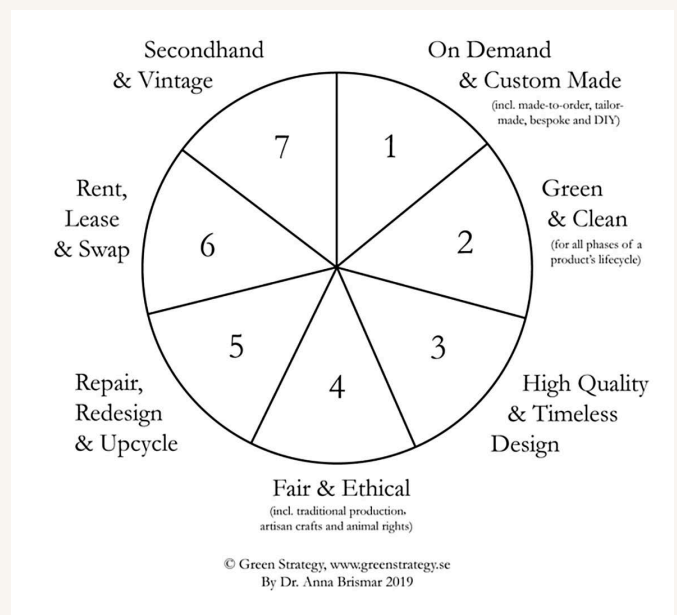 Secondhand
& Vintage
7
On Demand
& Custom Made
(incl. made-to-order, tailor-
made, bespoke and DIY)
1
Green
& Clean
(for all phases of a
product's lifecycle)
2
High Quality
& Timeless
Design
3
Fair & Ethical
(incl. traditional production,
artisan crafts and animal rights)
4
Repair,
Redesign
& Upcycle
5
Rent,
Lease
& Swap
6
© Green Strategy, www.greenstrategy.se
By Dr. Anna Brismar 2019